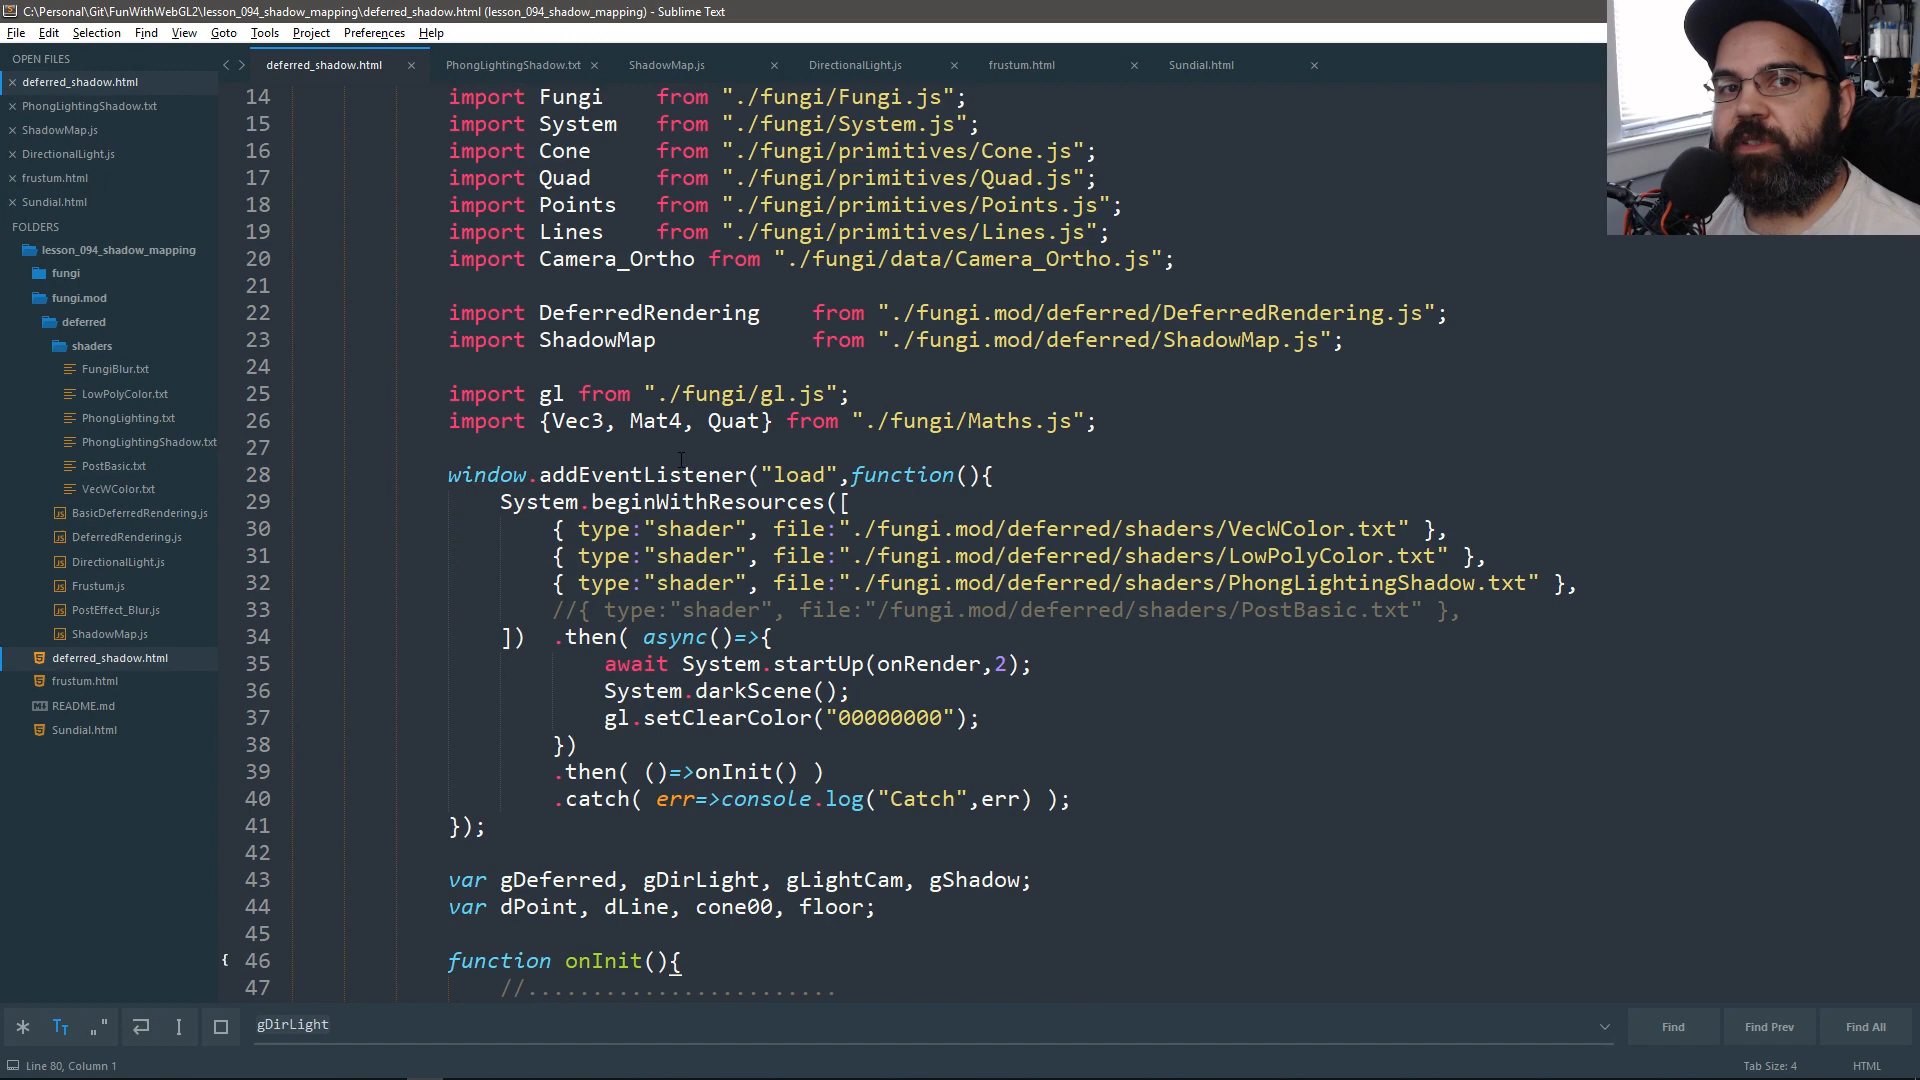 C:\Personal\Git\FunWithWebGL2\lesson_094_shadow_mapping\deferred_shadow.html (lesson_094_shadow_mapping) - Sublime Text
File Edit Selection Find View Goto Tools Project Preferences Help
OPEN FILES
deferred_shadow.html
PhongLightingShadow.txt
ShadowMap.js
DirectionalLight.js
frustum.html
Sundial.html
FOLDERS
lesson_094_shadow_mapping
fungi
fungi.mod
deferred
shaders
FungiBlur.txt
LowPolyColor.txt
PhongLighting.txt
PhongLightingShadow.txt
PostBasic.txt
VecWColor.txt
BasicDeferredRendering.js
DeferredRendering.js
DirectionalLight.js
Frustum.js
PostEffect_Blur.js
ShadowMap.js
deferred_shadow.html
frustum.html
README.md
Sundial.html
deferred_shadow.html PhongLightingShadow.txt ShadowMap.js DirectionalLight.js frustum.html Sundial.html
14 import Fungi from "./fungi/Fungi.js";
15 import System from "./fungi/System.js";
16 import Cone from "./fungi/primitives/Cone.js";
17 import Quad from "./fungi/primitives/Quad.js";
18 import Points from "./fungi/primitives/Points.js";
19 import Lines from "./fungi/primitives/Lines.js";
20 import Camera_Ortho from "./fungi/data/Camera_Ortho.js";
21
22 import DeferredRendering from "./fungi.mod/deferred/DeferredRendering.js";
23 import ShadowMap from "./fungi.mod/deferred/ShadowMap.js";
24
25 import gl from "./fungi/gl.js";
26 import {Vec3, Mat4, Quat} from "./fungi/Maths.js";
27
28 window.addEventListener("load",function(){
29 System.beginWithResources([
30 { type:"shader", file:"./fungi.mod/deferred/shaders/VecWColor.txt" },
31 { type:"shader", file:"./fungi.mod/deferred/shaders/LowPolyColor.txt" },
32 { type:"shader", file:"./fungi.mod/deferred/shaders/PhongLightingShadow.txt" },
33 //{ type:"shader", file:"/fungi.mod/deferred/shaders/PostBasic.txt" },
34 ]) .then( async()=>{
35 await System.startUp(onRender,2);
36 System.darkScene();
37 gl.setClearColor("00000000");
38 })
39 .then( ()=>onInit() )
40 .catch( err=>console.log("Catch",err) );
41 });
42
43 var gDeferred, gDirLight, gLightCam, gShadow;
44 var dPoint, dLine, cone00, floor;
45
46 function onInit(){
47 //........................
gDirLight
Find Find Prev Find All
Line 80, Column 1
Tab Size: 4 HTML